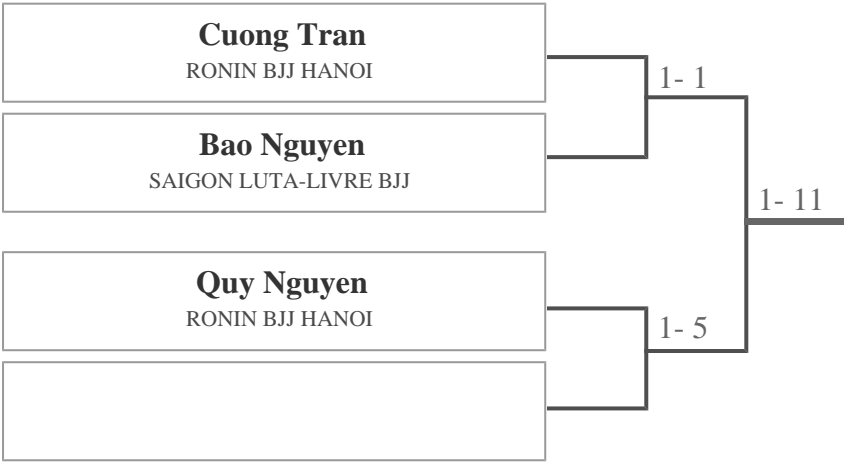 Cuong Tran
RONIN BJJ HANOI
1- 1
Bao Nguyen
SAIGON LUTA-LIVRE BJJ
1- 11
Quy Nguyen
RONIN BJJ HANOI
1- 5